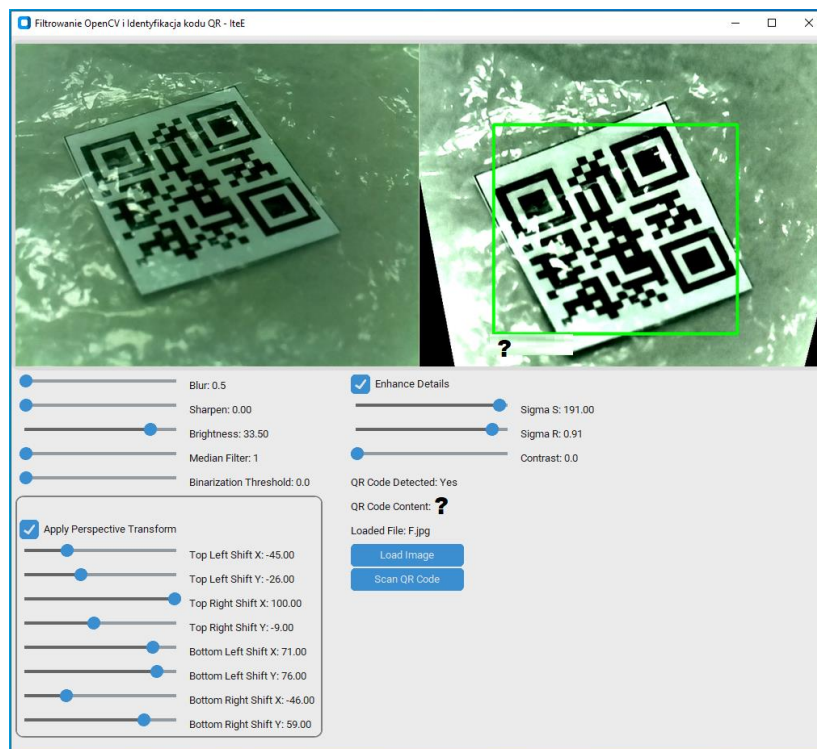 Filtrowanie OpenCV i Identyfikacja kodu QR - IteE
?
Blur: 0.5
Sharpen: 0.00
Brightness: 33.50
Median Filter: 1
Binarization Threshold: 0.0
Apply Perspective Transform
Top Left Shift X: -45.00
Top Left Shift Y: -26.00
Top Right Shift X: 100.00
Top Right Shift Y: -9.00
Bottom Left Shift X: 71.00
Bottom Left Shift Y: 76.00
Bottom Right Shift X: -46.00
Bottom Right Shift Y: 59.00
Enhance Details
Sigma S: 191.00
Sigma R: 0.91
Contrast: 0.0
QR Code Detected: Yes
QR Code Content: ?
Loaded File: F.jpg
Load Image
Scan QR Code